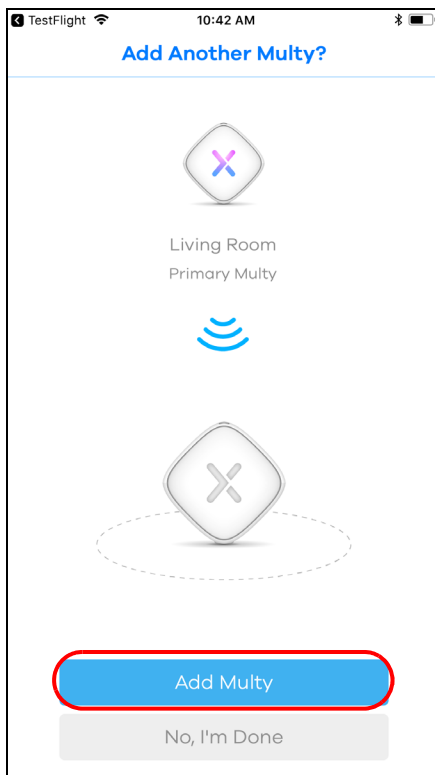 TestFlight 10:42 AM
Add Another Multy?
Living Room
Primary Multy
Add Multy
No, I'm Done